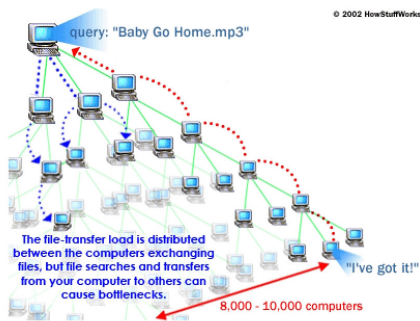 © 2002 HowStuffWorks
query: "Baby Go Home.mp3"
The file-transfer load is distributed
between the computers exchanging
files, but file searches and transfers
from your computer to others can
cause bottlenecks.
"I've got it!"
8,000 - 10,000 computers